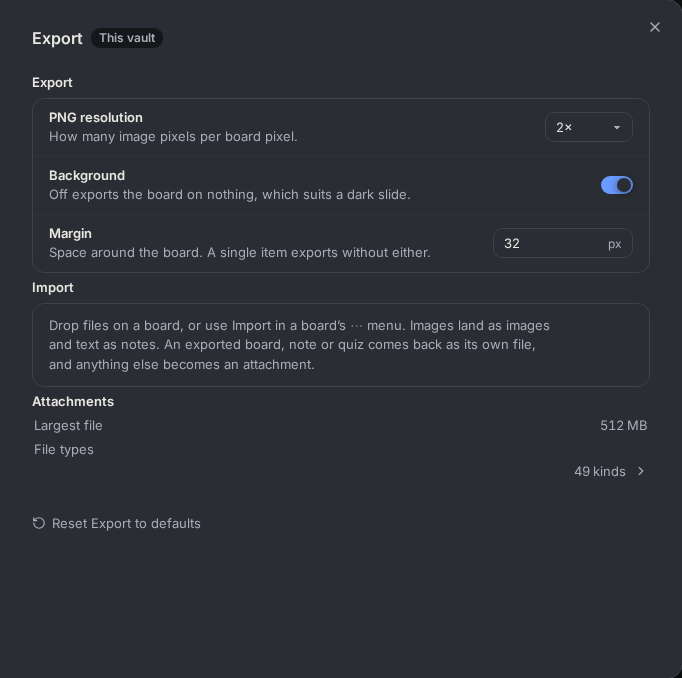 Export This vault
Export
PNG resolution
How many image pixels per board pixel.
2×
Background
Off exports the board on nothing, which suits a dark slide.
Margin
Space around the board. A single item exports without either.
32 px
Import
Drop files on a board, or use Import in a board’s ··· menu. Images land as images
and text as notes. An exported board, note or quiz comes back as its own file,
and anything else becomes an attachment.
Attachments
Largest file 512 MB
File types
49 kinds
Reset Export to defaults